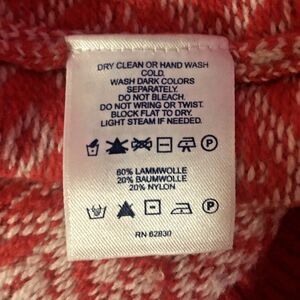 DRY CLEAN OR HAND WASH
COLD.
WASH DARK COLORS
SEPARATELY.
DO NOT BLEACH.
DO NOT WRING OR TWIST.
BLOCK FLAT TO DRY.
LIGHT STEAM IF NEEDED.
P
60% LAMMWOLLE
20% BAUMWOLLE
20% NYLON
P
RN 62830